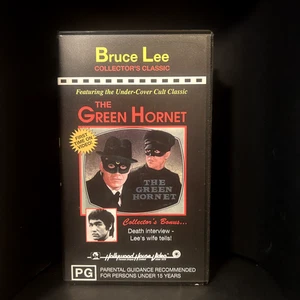 Bruce Lee
COLLECTOR'S CLASSIC
Featuring the Under-Cover Cult Classic
THE
GREEN HORNET
THE
GREEN
HORNET
Collector's Bonus...
Death interview -
Lee's wife tells!
Hollywood House Video
PG
PARENTAL GUIDANCE RECOMMENDED
FOR PERSONS UNDER 15 YEARS